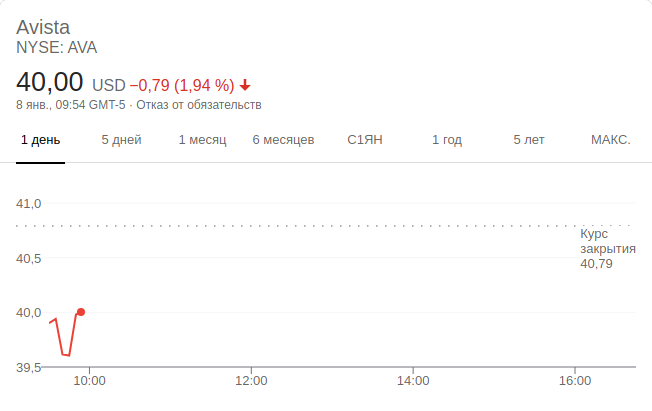 Avista
NYSE: AVA
40,00 USD −0,79 (1,94 %)
8 янв., 09:54 GMT-5 · Отказ от обязательств
1 день 5 дней 1 месяц 6 месяцев С1ЯН 1 год 5 лет МАКС.
41,0
Курс
закрытия
40,79
40,5
40,0
39,5
10:00 12:00 14:00 16:00